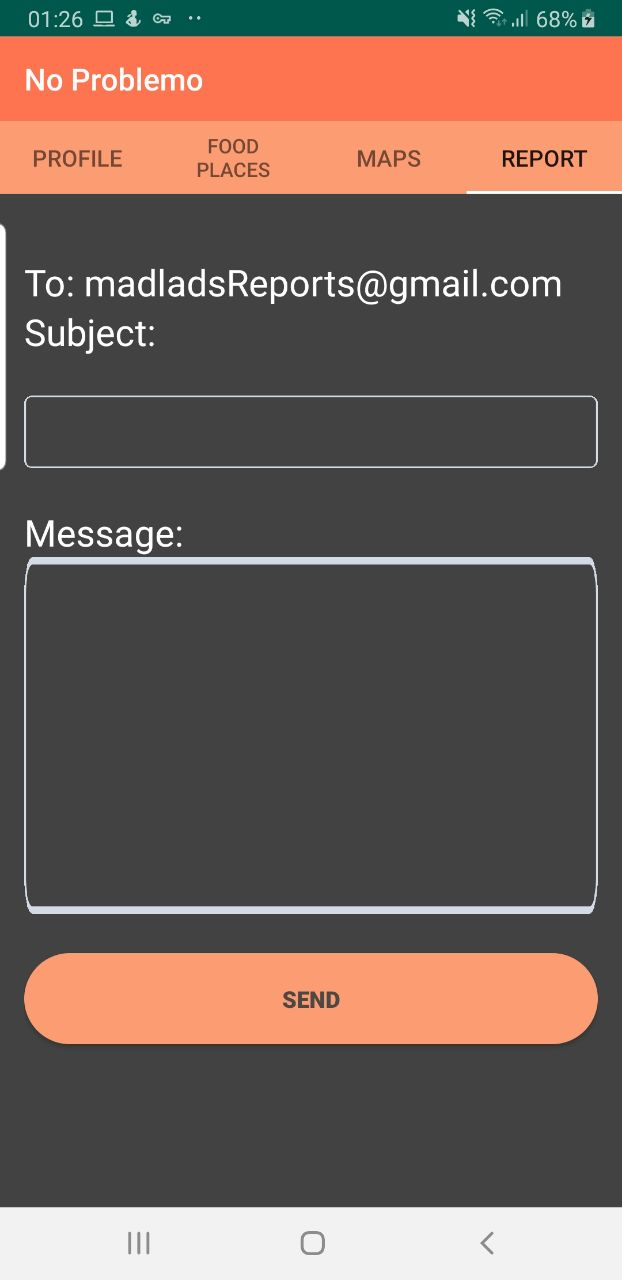 01:26 68%
No Problemo
PROFILE FOOD PLACES MAPS REPORT
To: madladsReports@gmail.com
Subject:
Message:
SEND